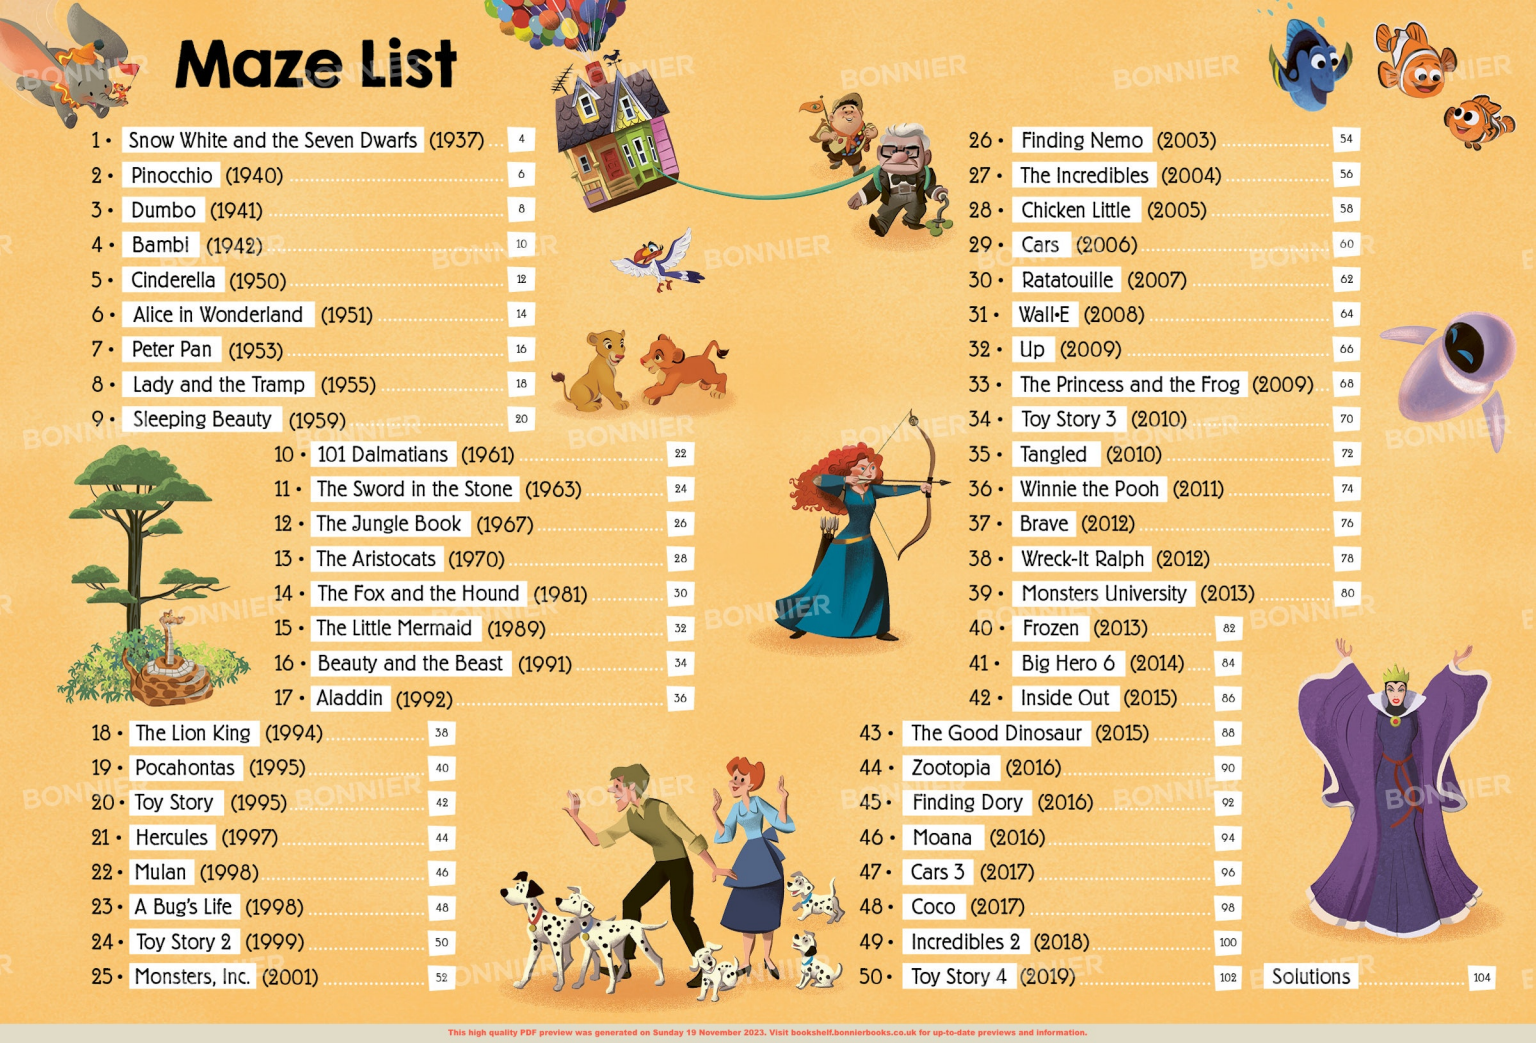 Maze List
1 • Snow White and the Seven Dwarfs (1937) 4
2 • Pinocchio (1940) 6
3 • Dumbo (1941) 8
4 • Bambi (1942) 10
5 • Cinderella (1950) 12
6 • Alice in Wonderland (1951) 14
7 • Peter Pan (1953) 16
8 • Lady and the Tramp (1955) 18
9 • Sleeping Beauty (1959) 20
10 • 101 Dalmatians (1961) 22
11 • The Sword in the Stone (1963) 24
12 • The Jungle Book (1967) 26
13 • The Aristocats (1970) 28
14 • The Fox and the Hound (1981) 30
15 • The Little Mermaid (1989) 32
16 • Beauty and the Beast (1991) 34
17 • Aladdin (1992) 36
18 • The Lion King (1994) 38
19 • Pocahontas (1995) 40
20 • Toy Story (1995) 42
21 • Hercules (1997) 44
22 • Mulan (1998) 46
23 • A Bug's Life (1998) 48
24 • Toy Story 2 (1999) 50
25 • Monsters, Inc. (2001) 52
26 • Finding Nemo (2003) 54
27 • The Incredibles (2004) 56
28 • Chicken Little (2005) 58
29 • Cars (2006) 60
30 • Ratatouille (2007) 62
31 • Wall•E (2008) 64
32 • Up (2009) 66
33 • The Princess and the Frog (2009) 68
34 • Toy Story 3 (2010) 70
35 • Tangled (2010) 72
36 • Winnie the Pooh (2011) 74
37 • Brave (2012) 76
38 • Wreck-It Ralph (2012) 78
39 • Monsters University (2013) 80
40 • Frozen (2013) 82
41 • Big Hero 6 (2014) 84
42 • Inside Out (2015) 86
43 • The Good Dinosaur (2015) 88
44 • Zootopia (2016) 90
45 • Finding Dory (2016) 92
46 • Moana (2016) 94
47 • Cars 3 (2017) 96
48 • Coco (2017) 98
49 • Incredibles 2 (2018) 100
50 • Toy Story 4 (2019) 102
Solutions 104
BONNIER
This high quality PDF preview was generated on Sunday 19 November 2023. Visit bookshelf.bonnierbooks.co.uk for up-to-date previews and information.